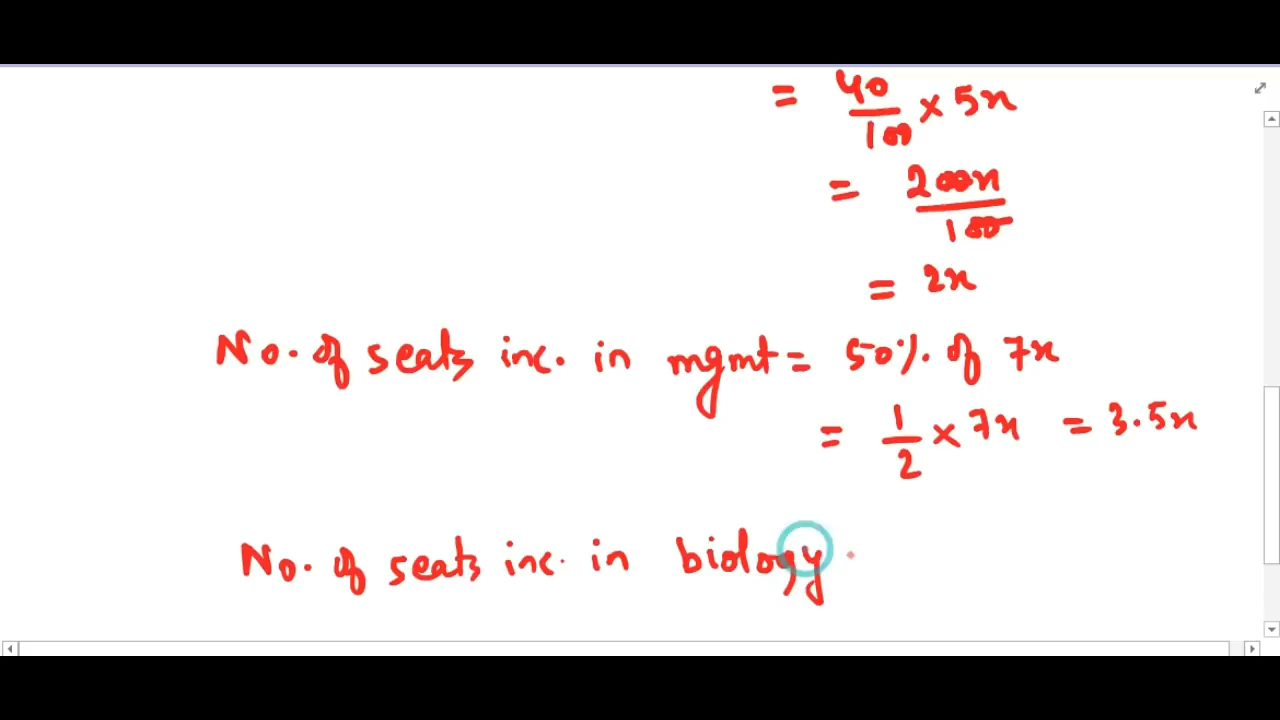 = 40/100 × 5x
= 200x/100
= 2x
No. of seats inc. in mgmt = 50% of 7x
= 1/2 × 7x = 3.5x
No. of seats inc. in biology